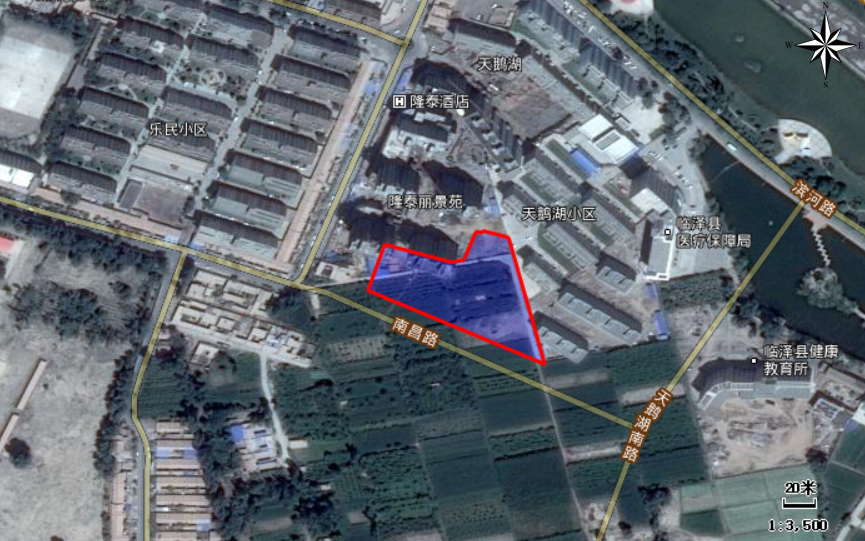 N
W
E
S
天鹅湖
H 隆泰酒店
乐民小区
隆泰丽景苑
天鹅湖小区
滨河路
临泽县
医疗保障局
南昌路
临泽县健康
教育所
天鹅湖南路
20米
1:3,500